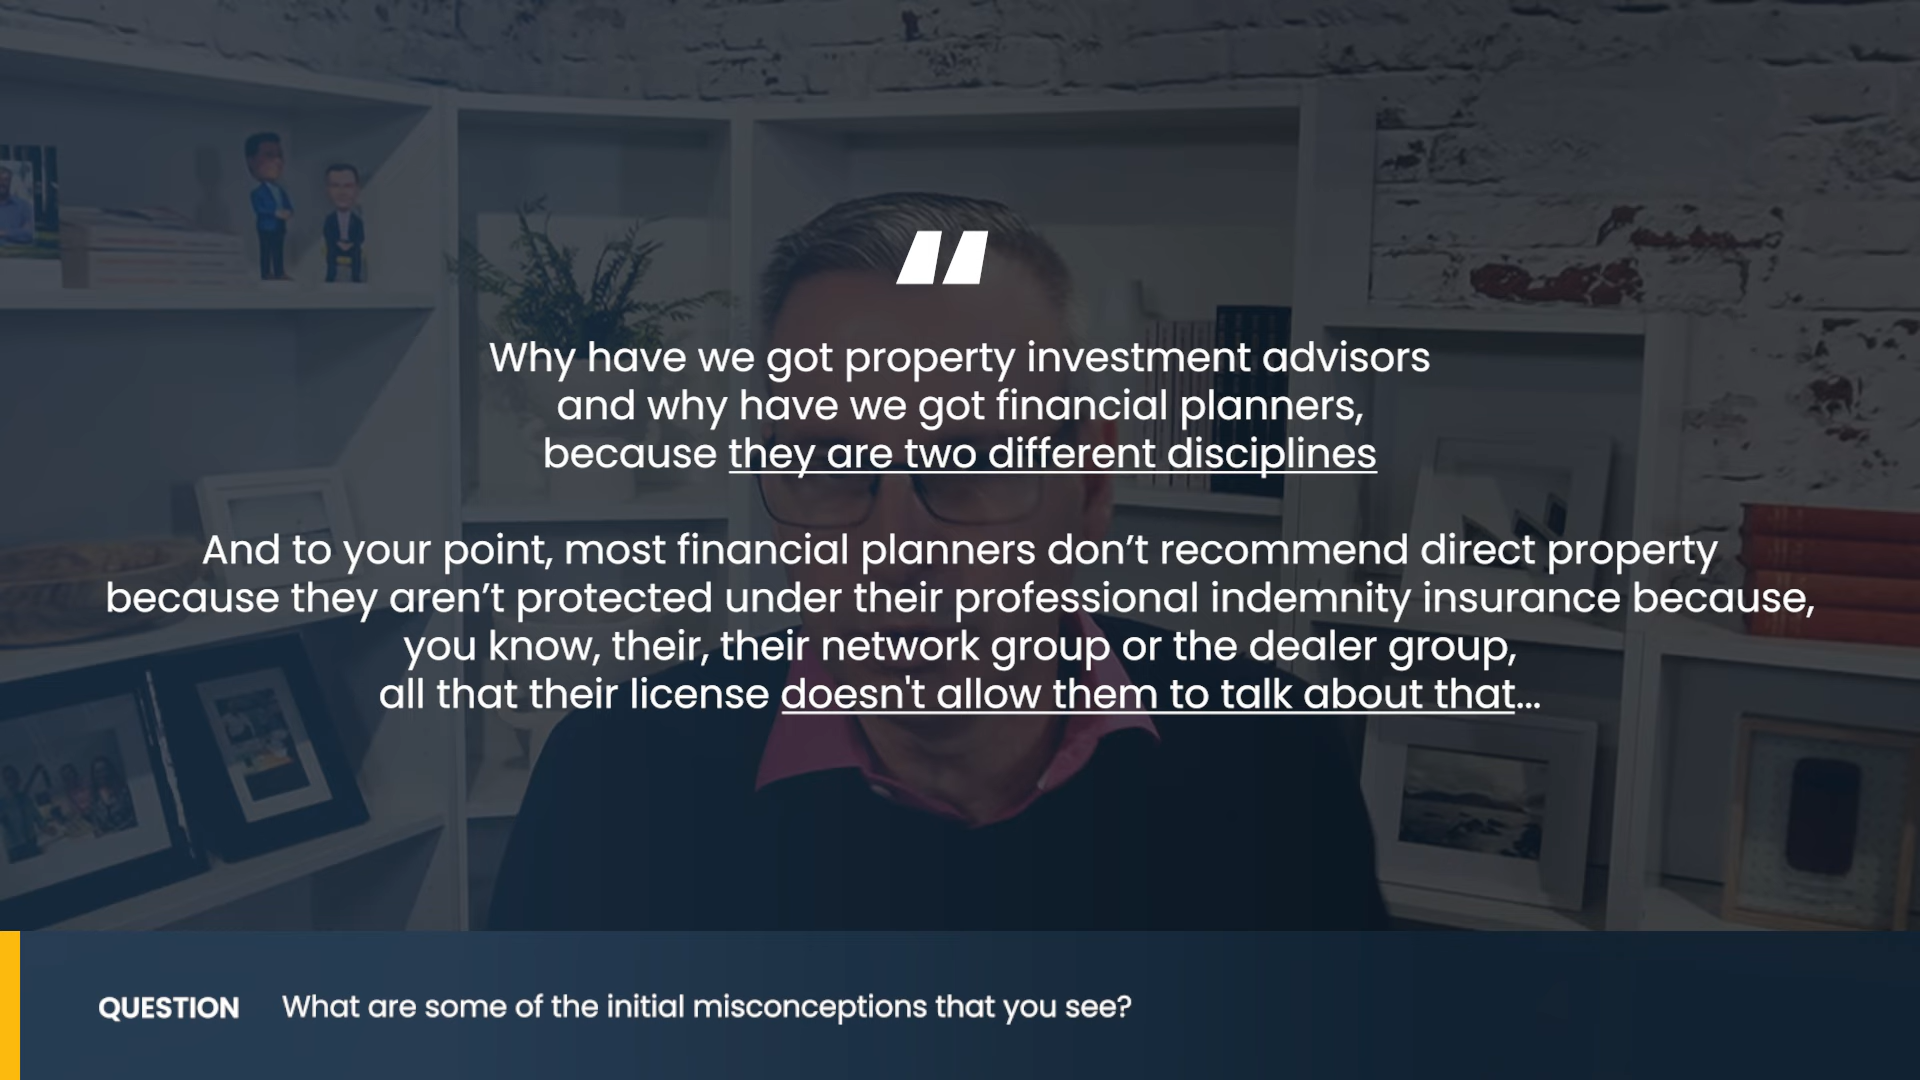 Why have we got property investment advisors
and why have we got financial planners,
because they are two different disciplines
And to your point, most financial planners don’t recommend direct property
because they aren’t protected under their professional indemnity insurance because,
you know, their, their network group or the dealer group,
all that their license doesn't allow them to talk about that...
QUESTION What are some of the initial misconceptions that you see?